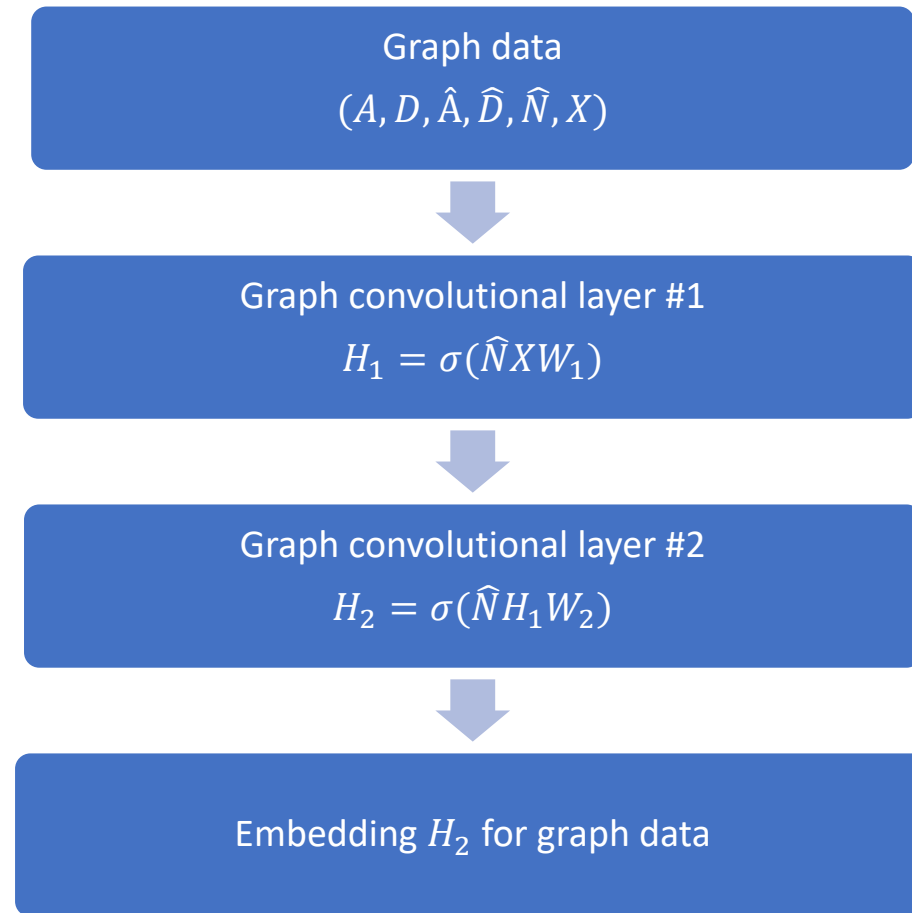 Graph data
(A, D, Â, D̂, N̂, X)
Graph convolutional layer #1
H₁ = σ(N̂XW₁)
Graph convolutional layer #2
H₂ = σ(N̂H₁W₂)
Embedding H₂ for graph data